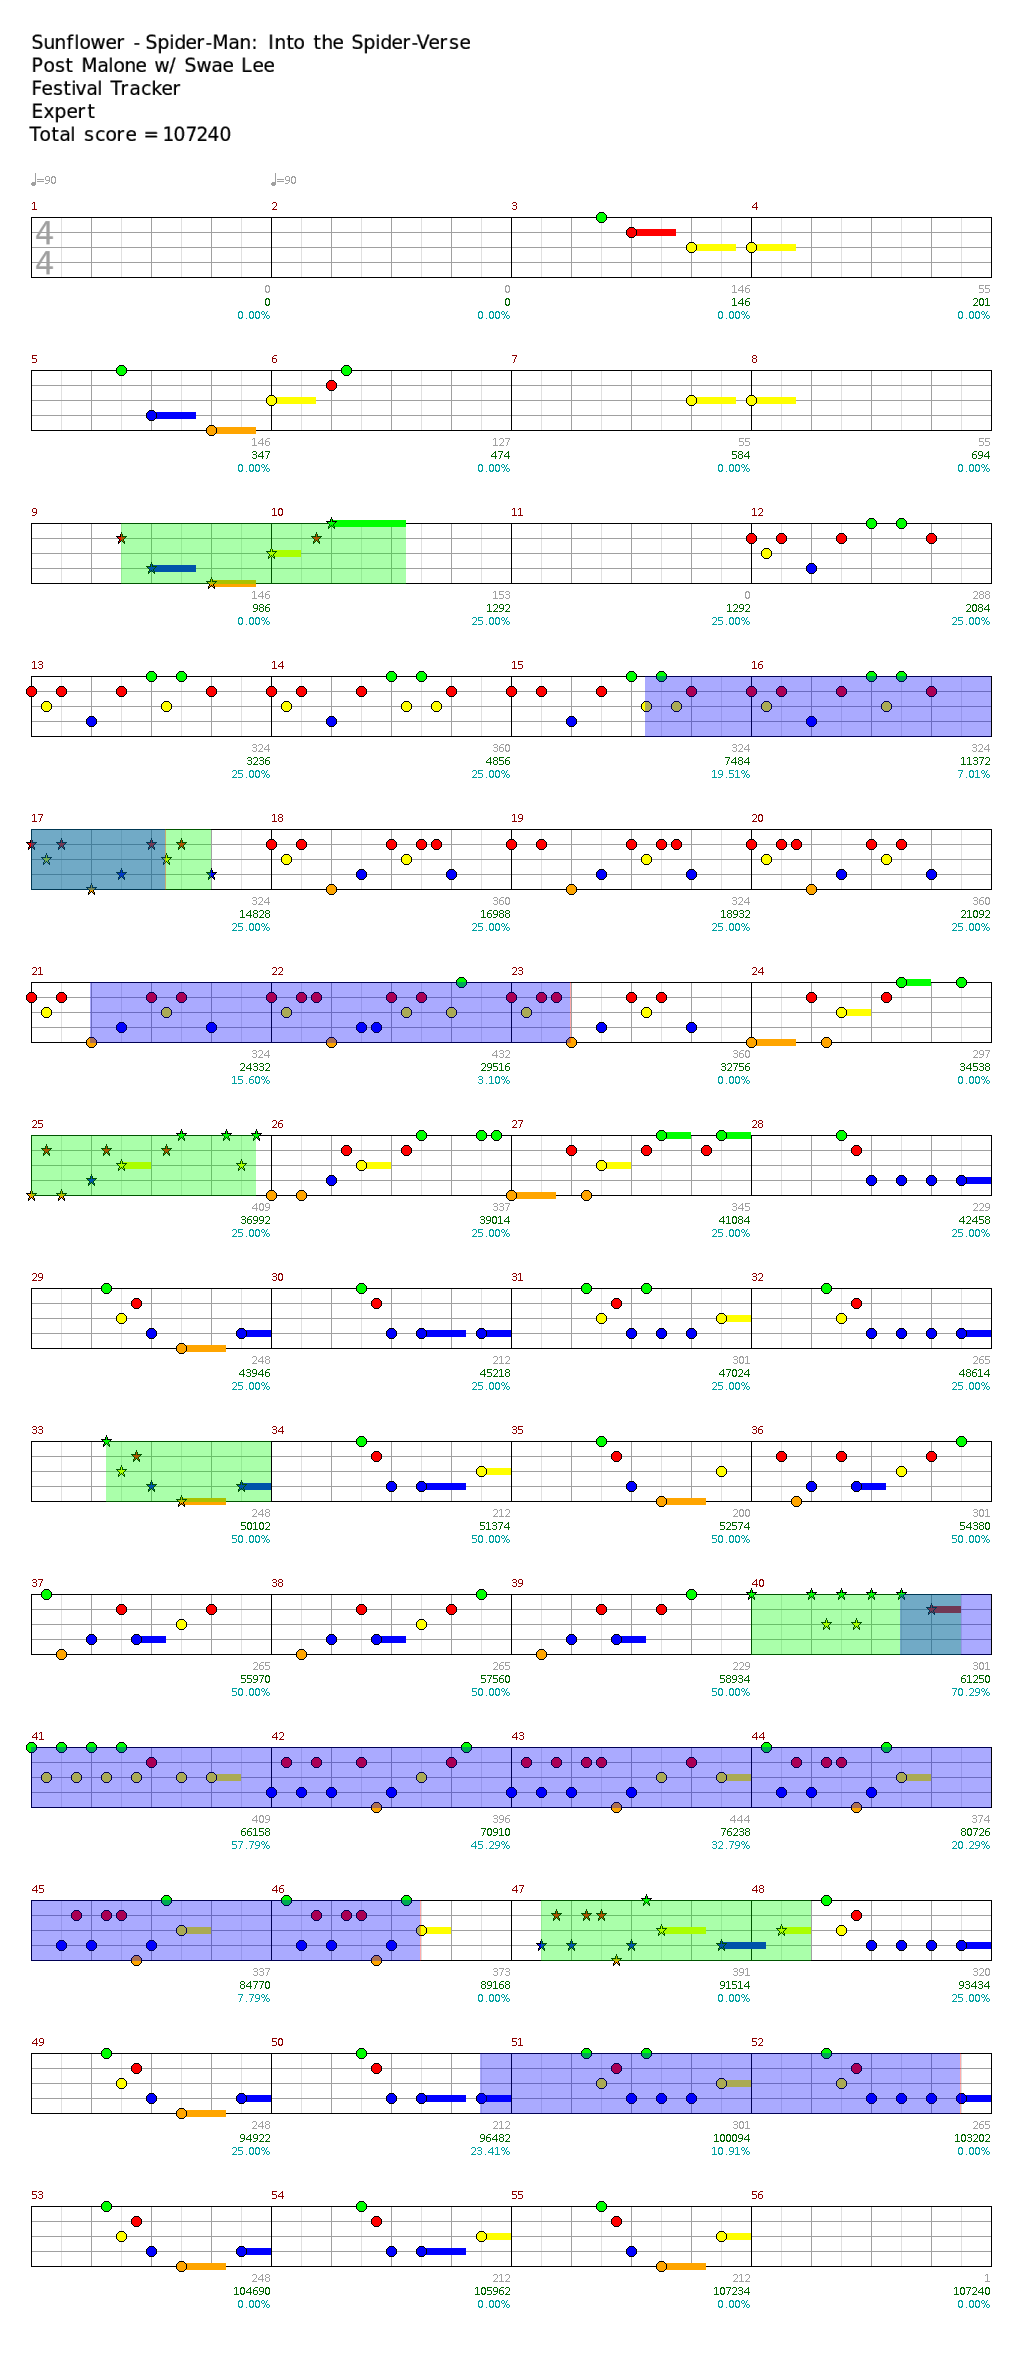 Sunflower - Spider-Man: Into the Spider-Verse
Post Malone w/ Swae Lee
Festival Tracker
Expert
Total score = 107240
♩=90 ♩=90
1 2 3 4
4
4
0 0 146 55
0 0 146 201
0.00% 0.00% 0.00% 0.00%
5 6 7 8
146 127 55 55
347 474 584 694
0.00% 0.00% 0.00% 0.00%
9 10 11 12
146 153 0 288
986 1292 1292 2084
0.00% 25.00% 25.00% 25.00%
13 14 15 16
324 360 324 324
3236 4856 7484 11372
25.00% 25.00% 19.51% 7.01%
17 18 19 20
324 360 324 360
14828 16988 18932 21092
25.00% 25.00% 25.00% 25.00%
21 22 23 24
324 432 360 297
24332 29516 32756 34538
15.60% 3.10% 0.00% 0.00%
25 26 27 28
409 337 345 229
36992 39014 41084 42458
25.00% 25.00% 25.00% 25.00%
29 30 31 32
248 212 301 265
43946 45218 47024 48614
25.00% 25.00% 25.00% 25.00%
33 34 35 36
248 212 200 301
50102 51374 52574 54380
50.00% 50.00% 50.00% 50.00%
37 38 39 40
265 265 229 301
55970 57560 58934 61250
50.00% 50.00% 50.00% 70.29%
41 42 43 44
409 396 444 374
66158 70910 76238 80726
57.79% 45.29% 32.79% 20.29%
45 46 47 48
337 373 391 320
84770 89168 91514 93434
7.79% 0.00% 0.00% 25.00%
49 50 51 52
248 212 301 265
94922 96482 100094 103202
25.00% 23.41% 10.91% 0.00%
53 54 55 56
248 212 212 1
104690 105962 107234 107240
0.00% 0.00% 0.00% 0.00%